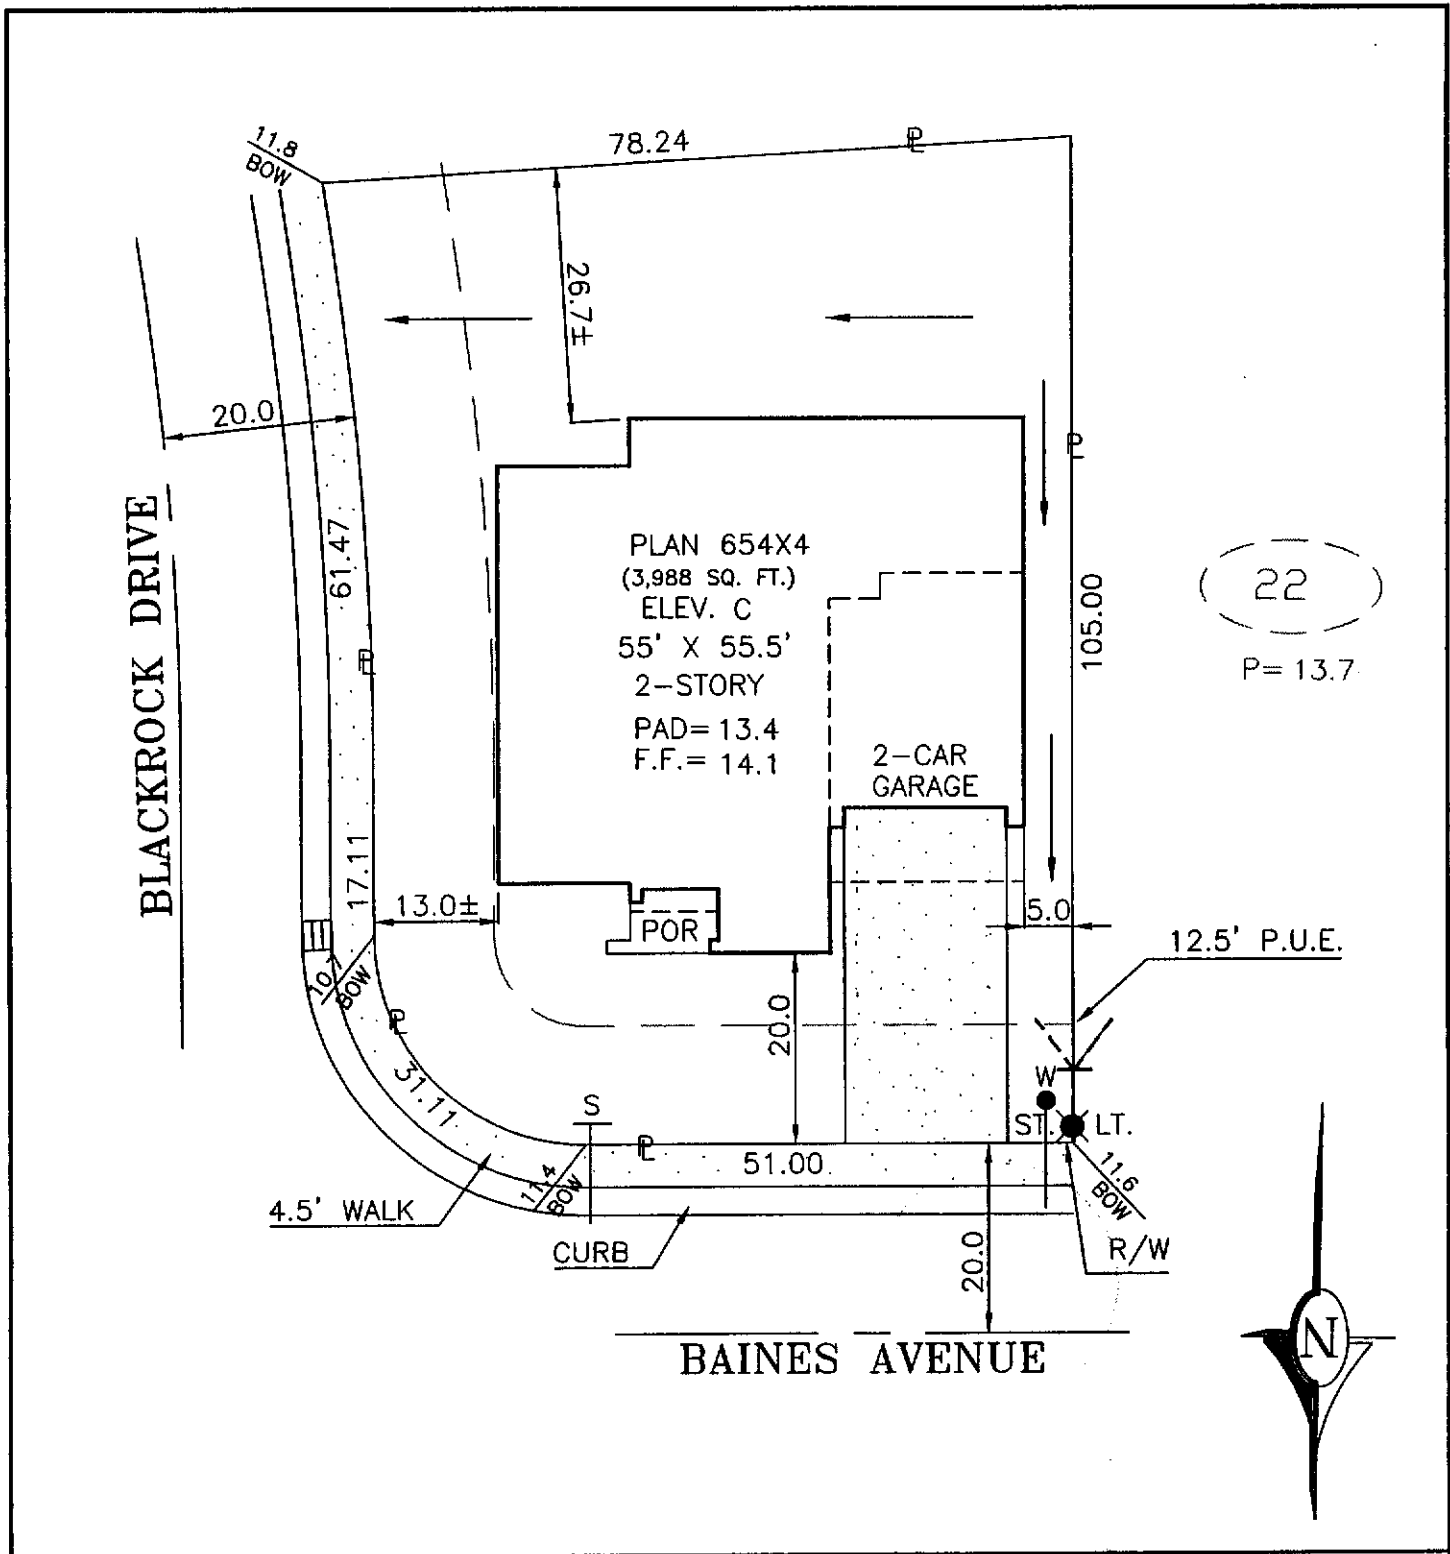 11.8
BOW
78.24
PL
26.7±
20.0
BLACKROCK DRIVE
61.47
PL
PL
PLAN 654X4
(3,988 SQ. FT.)
ELEV. C
55' X 55.5'
2-STORY
PAD= 13.4
F.F.= 14.1
2-CAR
GARAGE
105.00
22
P= 13.7
17.11
13.0±
POR
5.0
12.5' P.U.E.
BOW
PL
20.0
31.11
S
W
ST. LT.
PL
51.00
11.4
BOW
11.6
BOW
4.5' WALK
CURB
20.0
R/W
BAINES AVENUE
N